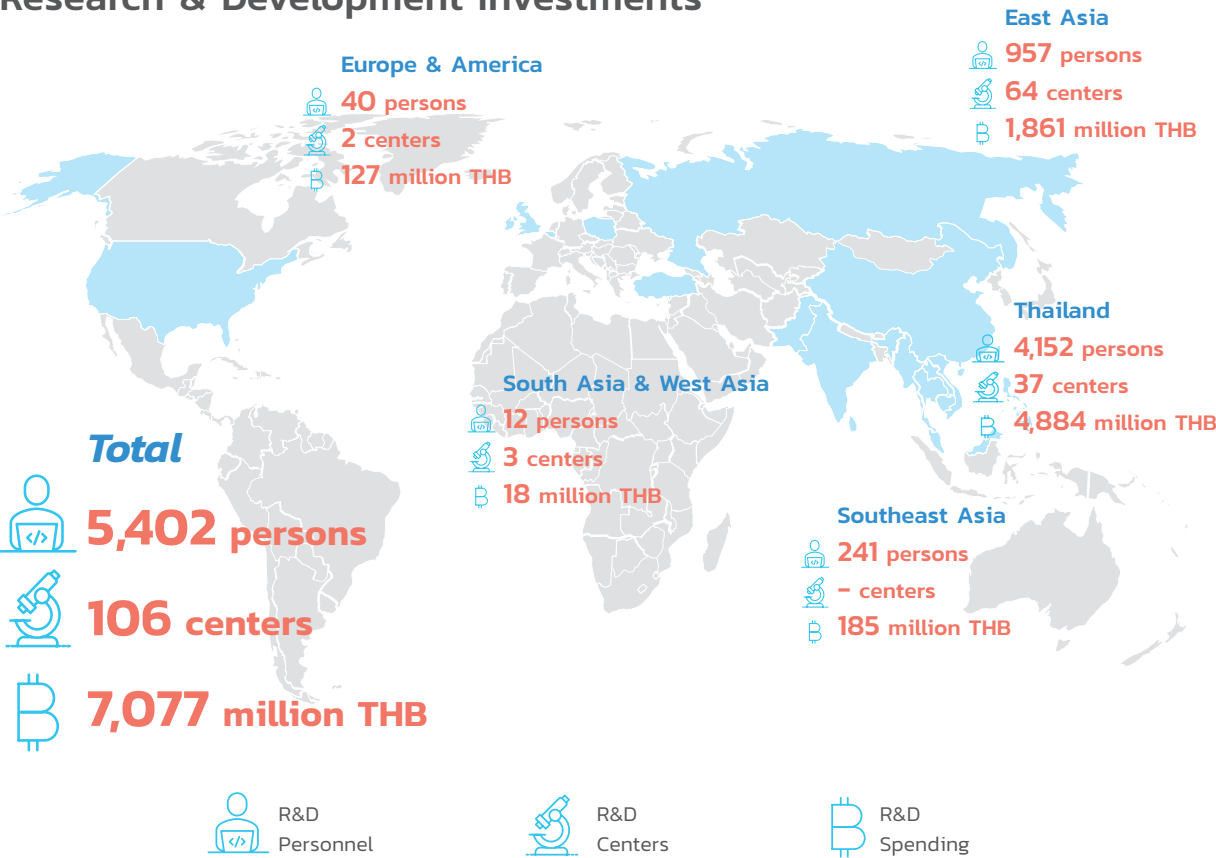 Research & Development Investments
East Asia
957 persons
64 centers
1,861 million THB
Europe & America
40 persons
2 centers
127 million THB
Thailand
4,152 persons
37 centers
4,884 million THB
South Asia & West Asia
12 persons
3 centers
18 million THB
Total
5,402 persons
106 centers
7,077 million THB
Southeast Asia
241 persons
– centers
185 million THB
R&D
Personnel
R&D
Centers
R&D
Spending